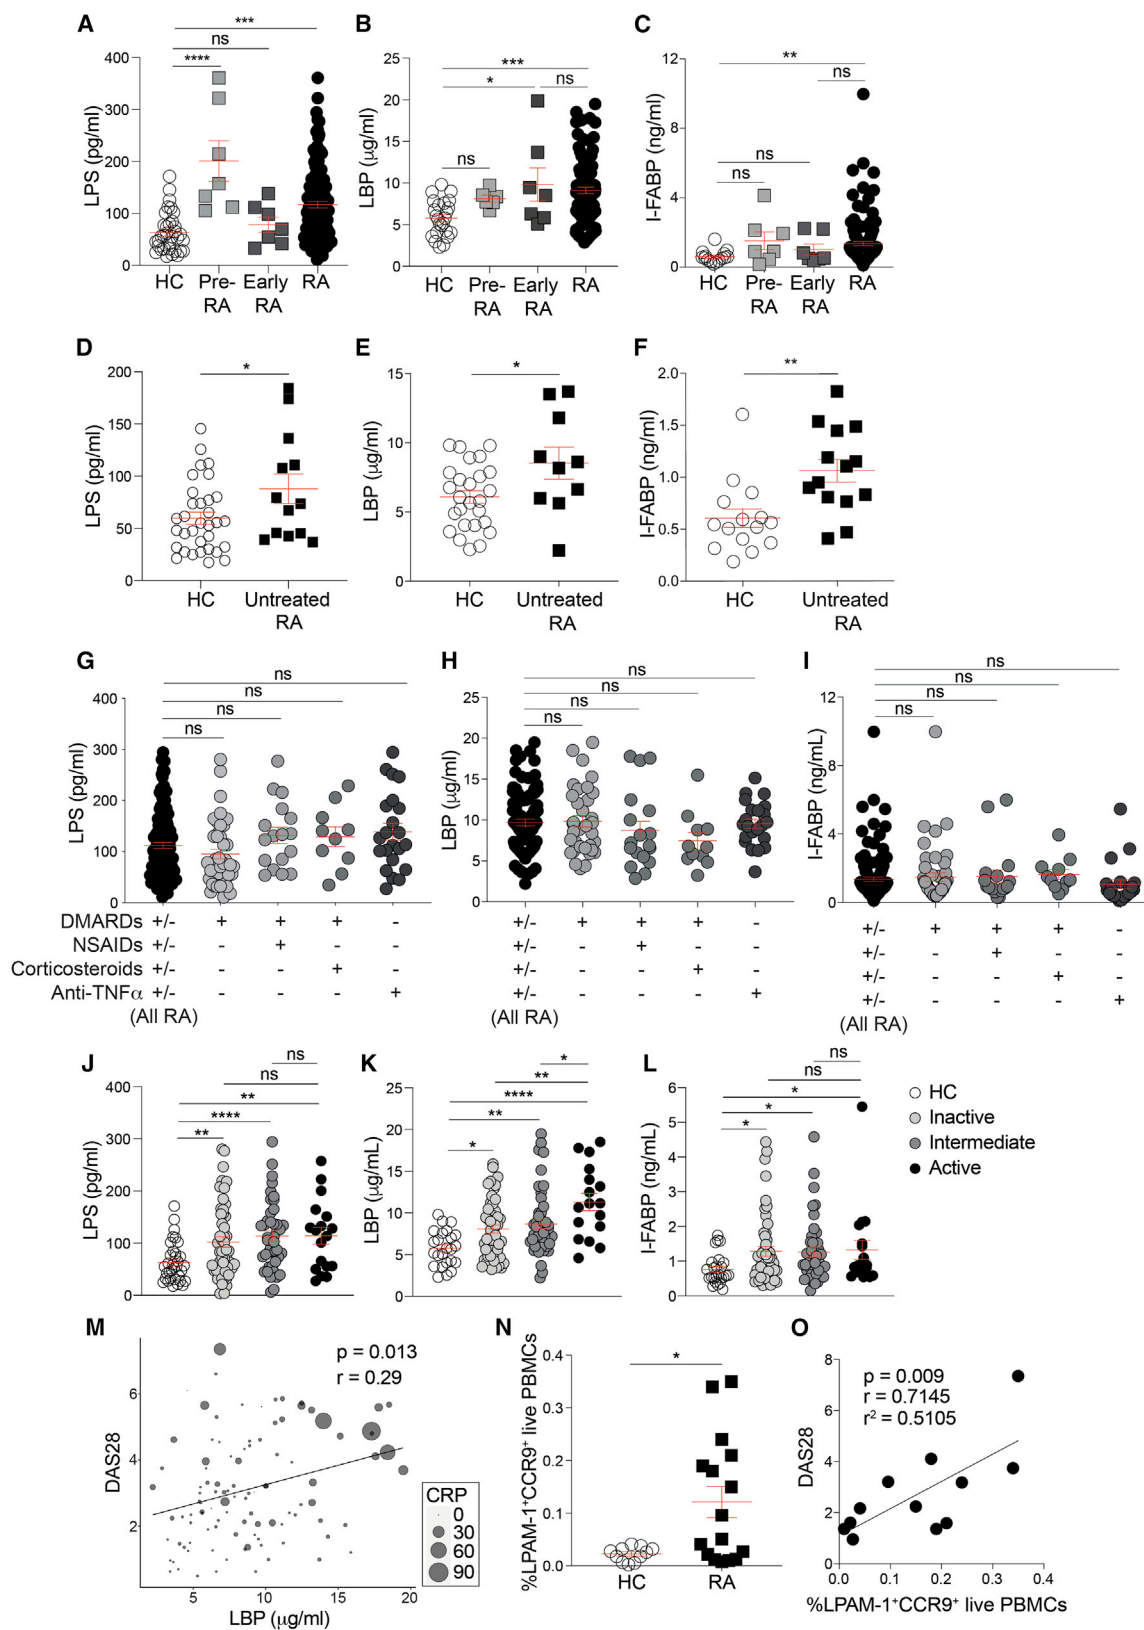 A
***
ns
****
LPS (pg/ml)
400
300
200
100
0
HC
Pre-
RA
Early
RA
RA
B
***
*
ns
ns
LBP (μg/ml)
25
20
15
10
5
0
HC
Pre-
RA
Early
RA
RA
C
**
ns
ns
ns
I-FABP (ng/ml)
12
8
4
0
HC
Pre-
RA
Early
RA
RA
D
*
LPS (pg/ml)
200
150
100
50
0
HC
Untreated
RA
E
*
LBP (μg/ml)
15
10
5
0
HC
Untreated
RA
F
**
I-FABP (ng/ml)
2.0
1.5
1.0
0.5
0.0
HC
Untreated
RA
G
ns
ns
ns
ns
LPS (pg/ml)
400
300
200
100
0
DMARDs +/- + + + -
NSAIDs +/- - + - -
Corticosteroids +/- - - + -
Anti-TNFα +/- - - - +
(All RA)
H
ns
ns
ns
ns
LBP (μg/ml)
25
20
15
10
5
0
+/- + + + -
+/- - + - -
+/- - - + -
+/- - - - +
(All RA)
I
ns
ns
ns
ns
I-FABP (ng/mL)
12
8
4
0
+/- + + + -
+/- - + - -
+/- - - + -
+/- - - - +
(All RA)
J
ns
ns
**
****
**
LPS (pg/ml)
400
300
200
100
0
K
*
**
****
**
*
LBP (μg/mL)
25
20
15
10
5
0
L
ns
ns
*
*
*
I-FABP (ng/mL)
6
5
4
3
2
1
0
HC
Inactive
Intermediate
Active
M
p = 0.013
r = 0.29
DAS28
6
4
2
5
10
15
20
LBP (μg/ml)
CRP
0
30
60
90
N
*
%LPAM-1⁺CCR9⁺ live PBMCs
0.4
0.3
0.2
0.1
0.0
HC
RA
O
p = 0.009
r = 0.7145
r² = 0.5105
DAS28
8
6
4
2
0
0.0
0.1
0.2
0.3
0.4
%LPAM-1⁺CCR9⁺ live PBMCs